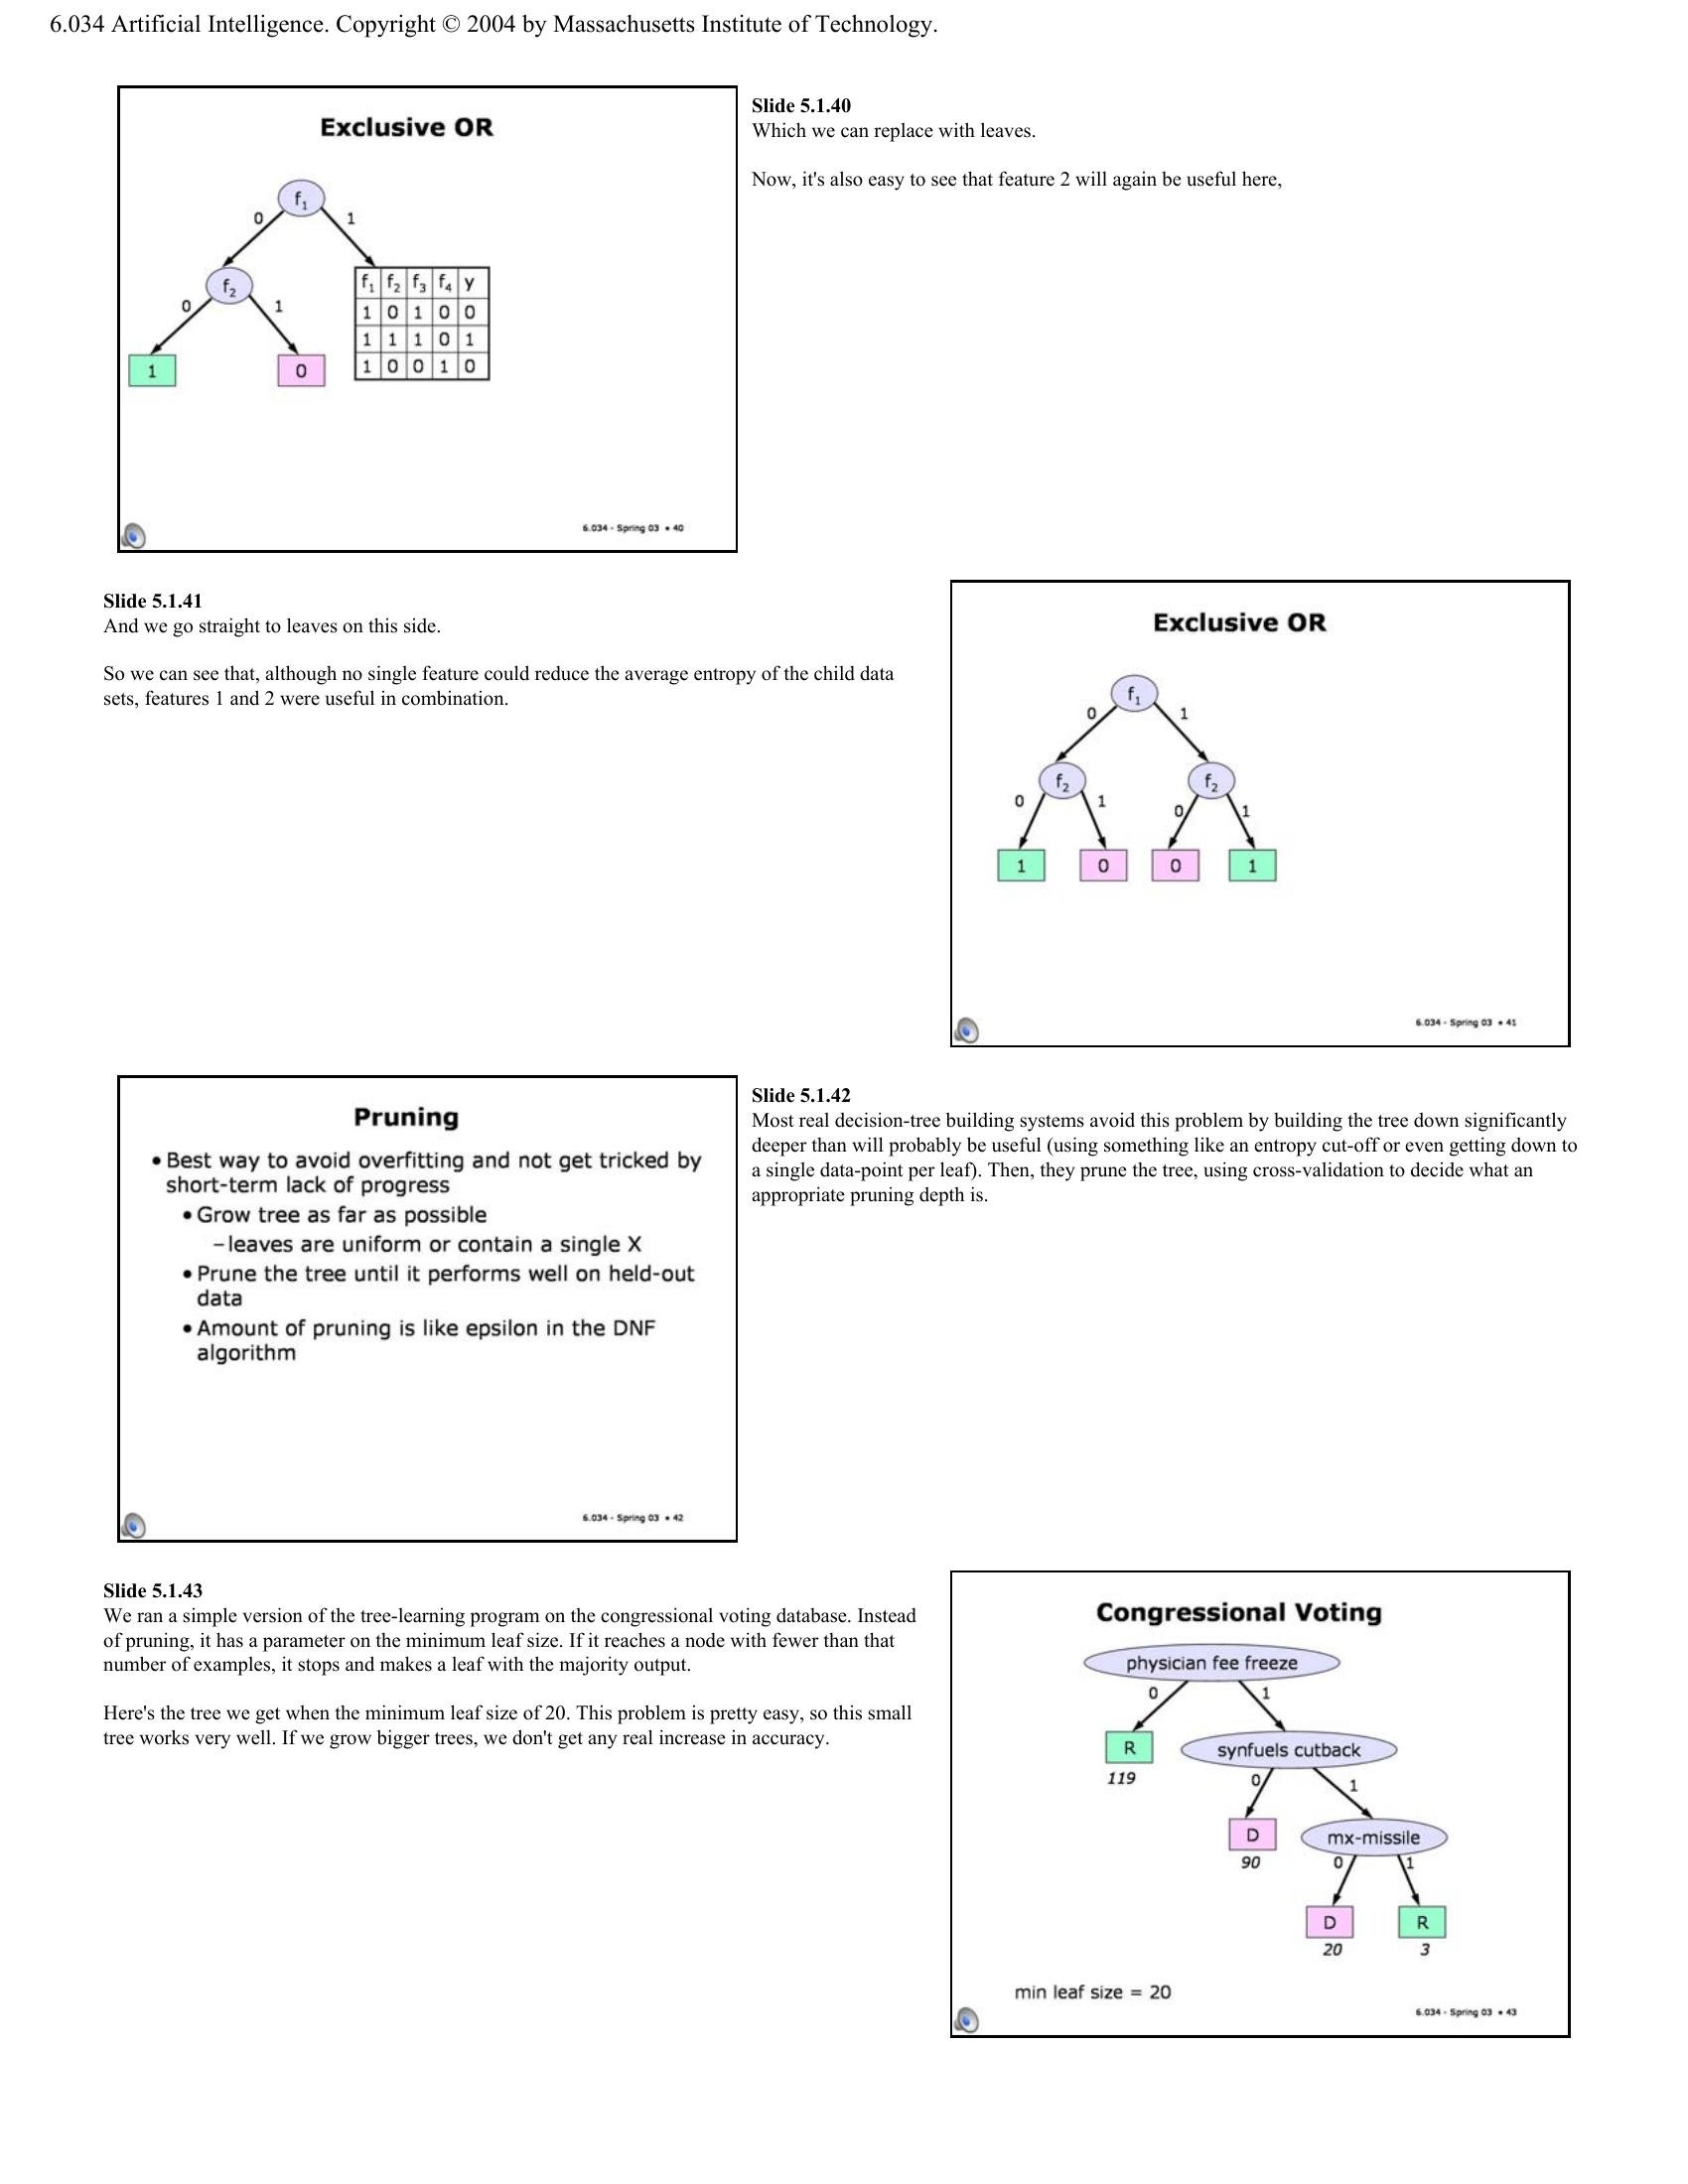 6.034 Artificial Intelligence. Copyright © 2004 by Massachusetts Institute of Technology.
Exclusive OR
f1
0 1
f2
0 1
1 0
f1 f2 f3 f4 y
1 0 1 0 0
1 1 1 0 1
1 0 0 1 0
6.034 - Spring 03 • 40
Slide 5.1.40
Which we can replace with leaves.
Now, it's also easy to see that feature 2 will again be useful here,
Slide 5.1.41
And we go straight to leaves on this side.
So we can see that, although no single feature could reduce the average entropy of the child data
sets, features 1 and 2 were useful in combination.
Exclusive OR
f1
0 1
f2 f2
0 1 0 1
1 0 0 1
6.034 - Spring 03 • 41
Pruning
• Best way to avoid overfitting and not get tricked by
short-term lack of progress
• Grow tree as far as possible
– leaves are uniform or contain a single X
• Prune the tree until it performs well on held-out
data
• Amount of pruning is like epsilon in the DNF
algorithm
6.034 - Spring 03 • 42
Slide 5.1.42
Most real decision-tree building systems avoid this problem by building the tree down significantly
deeper than will probably be useful (using something like an entropy cut-off or even getting down to
a single data-point per leaf). Then, they prune the tree, using cross-validation to decide what an
appropriate pruning depth is.
Slide 5.1.43
We ran a simple version of the tree-learning program on the congressional voting database. Instead
of pruning, it has a parameter on the minimum leaf size. If it reaches a node with fewer than that
number of examples, it stops and makes a leaf with the majority output.
Here's the tree we get when the minimum leaf size of 20. This problem is pretty easy, so this small
tree works very well. If we grow bigger trees, we don't get any real increase in accuracy.
Congressional Voting
physician fee freeze
0 1
R synfuels cutback
119
0 1
D mx-missile
90
0 1
D R
20 3
min leaf size = 20
6.034 - Spring 03 • 43